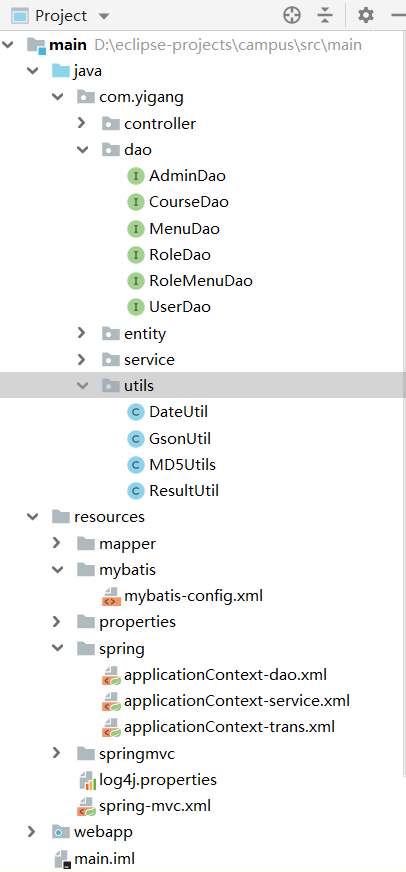 Project
main D:\eclipse-projects\campus\src\main
java
com.yigang
controller
dao
AdminDao
CourseDao
MenuDao
RoleDao
RoleMenuDao
UserDao
entity
service
utils
DateUtil
GsonUtil
MD5Utils
ResultUtil
resources
mapper
mybatis
mybatis-config.xml
properties
spring
applicationContext-dao.xml
applicationContext-service.xml
applicationContext-trans.xml
springmvc
log4j.properties
spring-mvc.xml
webapp
main.iml